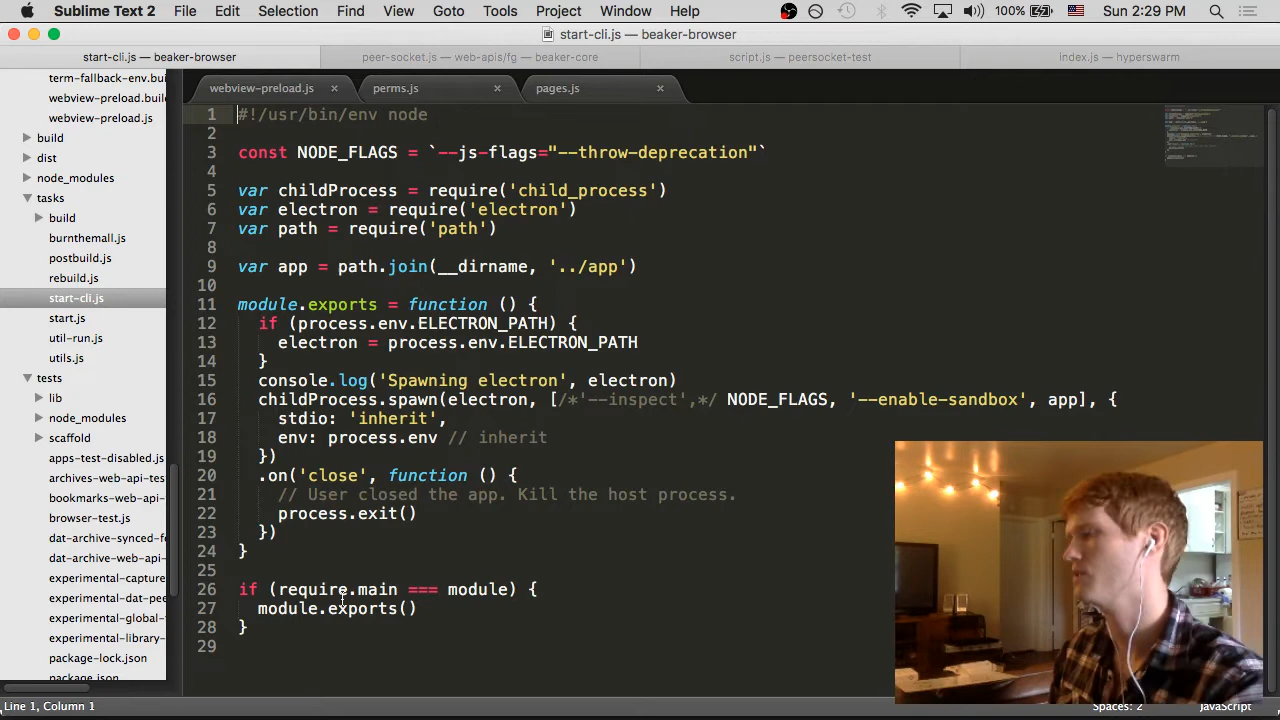 Sublime Text 2 File Edit Selection Find View Goto Tools Project Window Help 100% Sun 2:29 PM
start-cli.js — beaker-browser
start-cli.js — beaker-browser peer-socket.js — web-apis/fg — beaker-core script.js — peersocket-test index.js — hyperswarm
term-fallback-env.bu
webview-preload.build
webview-preload.js
build
dist
node_modules
tasks
build
burnthemall.js
postbuild.js
rebuild.js
start-cli.js
start.js
util-run.js
utils.js
tests
lib
node_modules
scaffold
apps-test-disabled.js
archives-web-api-tes
bookmarks-web-api-
browser-test.js
dat-archive-synced-fo
dat-archive-web-api-
experimental-capture
experimental-dat-pee
experimental-global-
experimental-library-
package-lock.json
package.json
webview-preload.js × perms.js × pages.js ×
1 #!/usr/bin/env node
2
3 const NODE_FLAGS = `--js-flags="--throw-deprecation"`
4
5 var childProcess = require('child_process')
6 var electron = require('electron')
7 var path = require('path')
8
9 var app = path.join(__dirname, '../app')
10
11 module.exports = function () {
12 if (process.env.ELECTRON_PATH) {
13 electron = process.env.ELECTRON_PATH
14 }
15 console.log('Spawning electron', electron)
16 childProcess.spawn(electron, [/*'--inspect',*/ NODE_FLAGS, '--enable-sandbox', app], {
17 stdio: 'inherit',
18 env: process.env // inherit
19 })
20 .on('close', function () {
21 // User closed the app. Kill the host process.
22 process.exit()
23 })
24 }
25
26 if (require.main === module) {
27 module.exports()
28 }
29
Line 1, Column 1 Spaces: 2 JavaScript